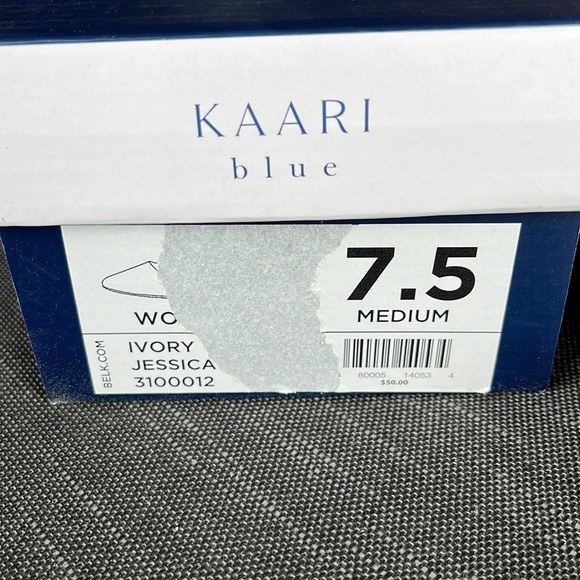 KAARI
blue
7.5
MEDIUM
WO
BELK.COM
IVORY
JESSICA
3100012
80005 14053 4
$50.00